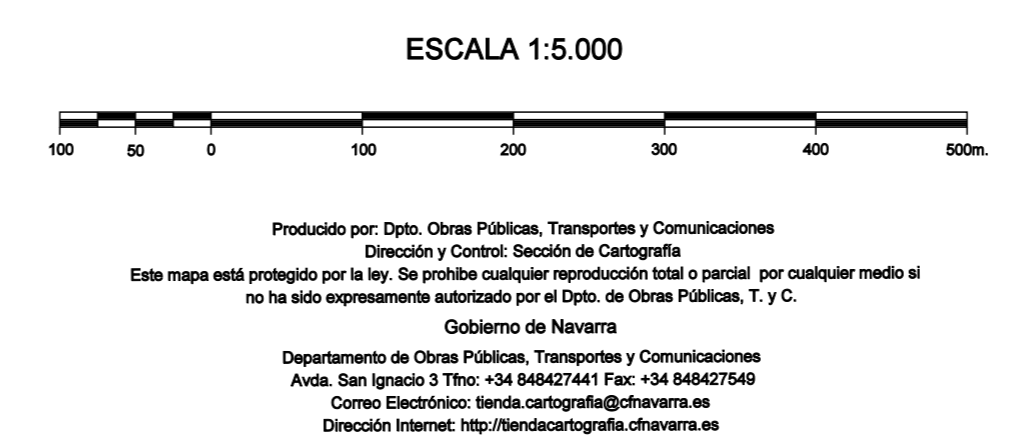 ESCALA 1:5.000
100 50 0 100 200 300 400 500m.
Producido por: Dpto. Obras Públicas, Transportes y Comunicaciones
Dirección y Control: Sección de Cartografía
Este mapa está protegido por la ley. Se prohibe cualquier reproducción total o parcial por cualquier medio si
no ha sido expresamente autorizado por el Dpto. de Obras Públicas, T. y C.
Gobierno de Navarra
Departamento de Obras Públicas, Transportes y Comunicaciones
Avda. San Ignacio 3 Tfno: +34 848427441 Fax: +34 848427549
Correo Electrónico: tienda.cartografia@cfnavarra.es
Dirección Internet: http://tiendacartografia.cfnavarra.es